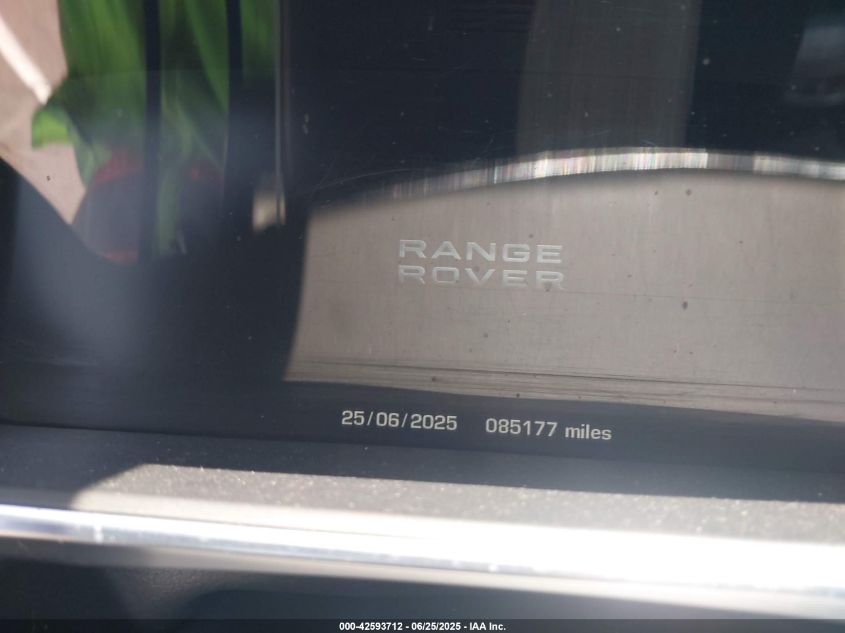 RANGE
ROVER
25/06/2025 085177 miles
000-42593712 - 06/25/2025 - IAA Inc.